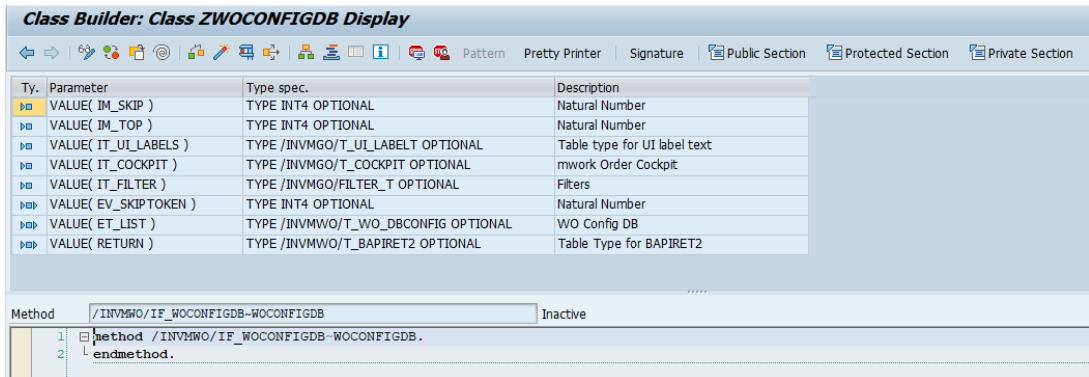 Class Builder: Class ZWOCONFIGDB Display
Pattern Pretty Printer Signature Public Section Protected Section Private Section
Ty. Parameter Type spec. Description
VALUE( IM_SKIP ) TYPE INT4 OPTIONAL Natural Number
VALUE( IM_TOP ) TYPE INT4 OPTIONAL Natural Number
VALUE( IT_UI_LABELS ) TYPE /INVMGO/T_UI_LABELT OPTIONAL Table type for UI label text
VALUE( IT_COCKPIT ) TYPE /INVMGO/T_COCKPIT OPTIONAL mwork Order Cockpit
VALUE( IT_FILTER ) TYPE /INVMGO/FILTER_T OPTIONAL Filters
VALUE( EV_SKIPTOKEN ) TYPE INT4 OPTIONAL Natural Number
VALUE( ET_LIST ) TYPE /INVMWO/T_WO_DBCONFIG OPTIONAL WO Config DB
VALUE( RETURN ) TYPE /INVMWO/T_BAPIRET2 OPTIONAL Table Type for BAPIRET2
Method /INVMWO/IF_WOCONFIGDB~WOCONFIGDB Inactive
1 method /INVMWO/IF_WOCONFIGDB~WOCONFIGDB.
2 endmethod.